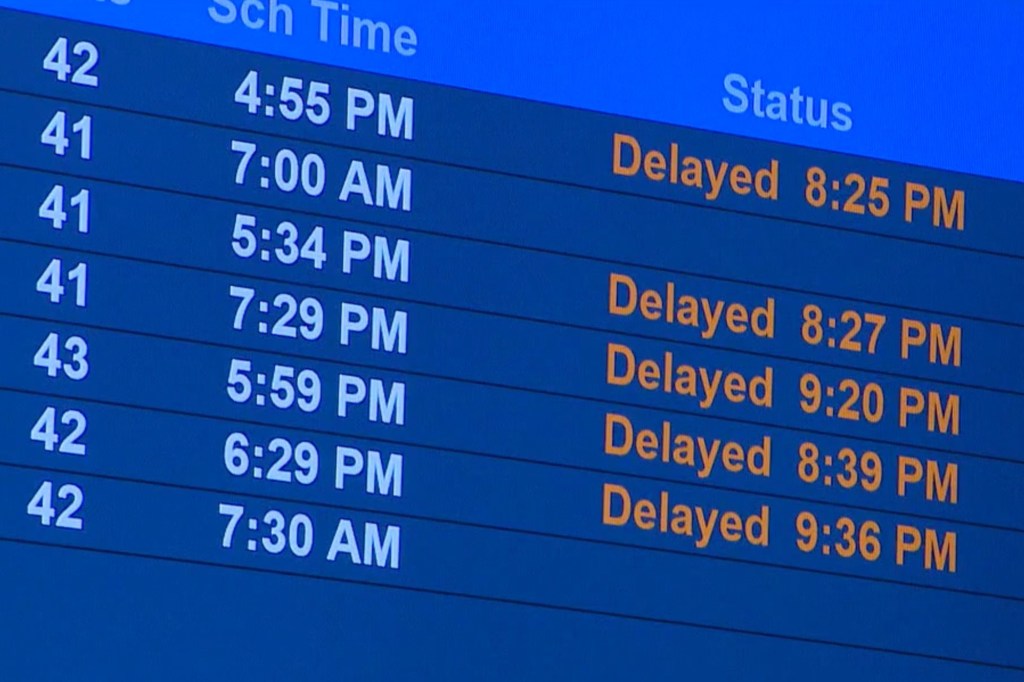 Sch Time Status
42 4:55 PM Delayed 8:25 PM
41 7:00 AM
41 5:34 PM Delayed 8:27 PM
41 7:29 PM Delayed 9:20 PM
43 5:59 PM Delayed 8:39 PM
42 6:29 PM Delayed 9:36 PM
42 7:30 AM